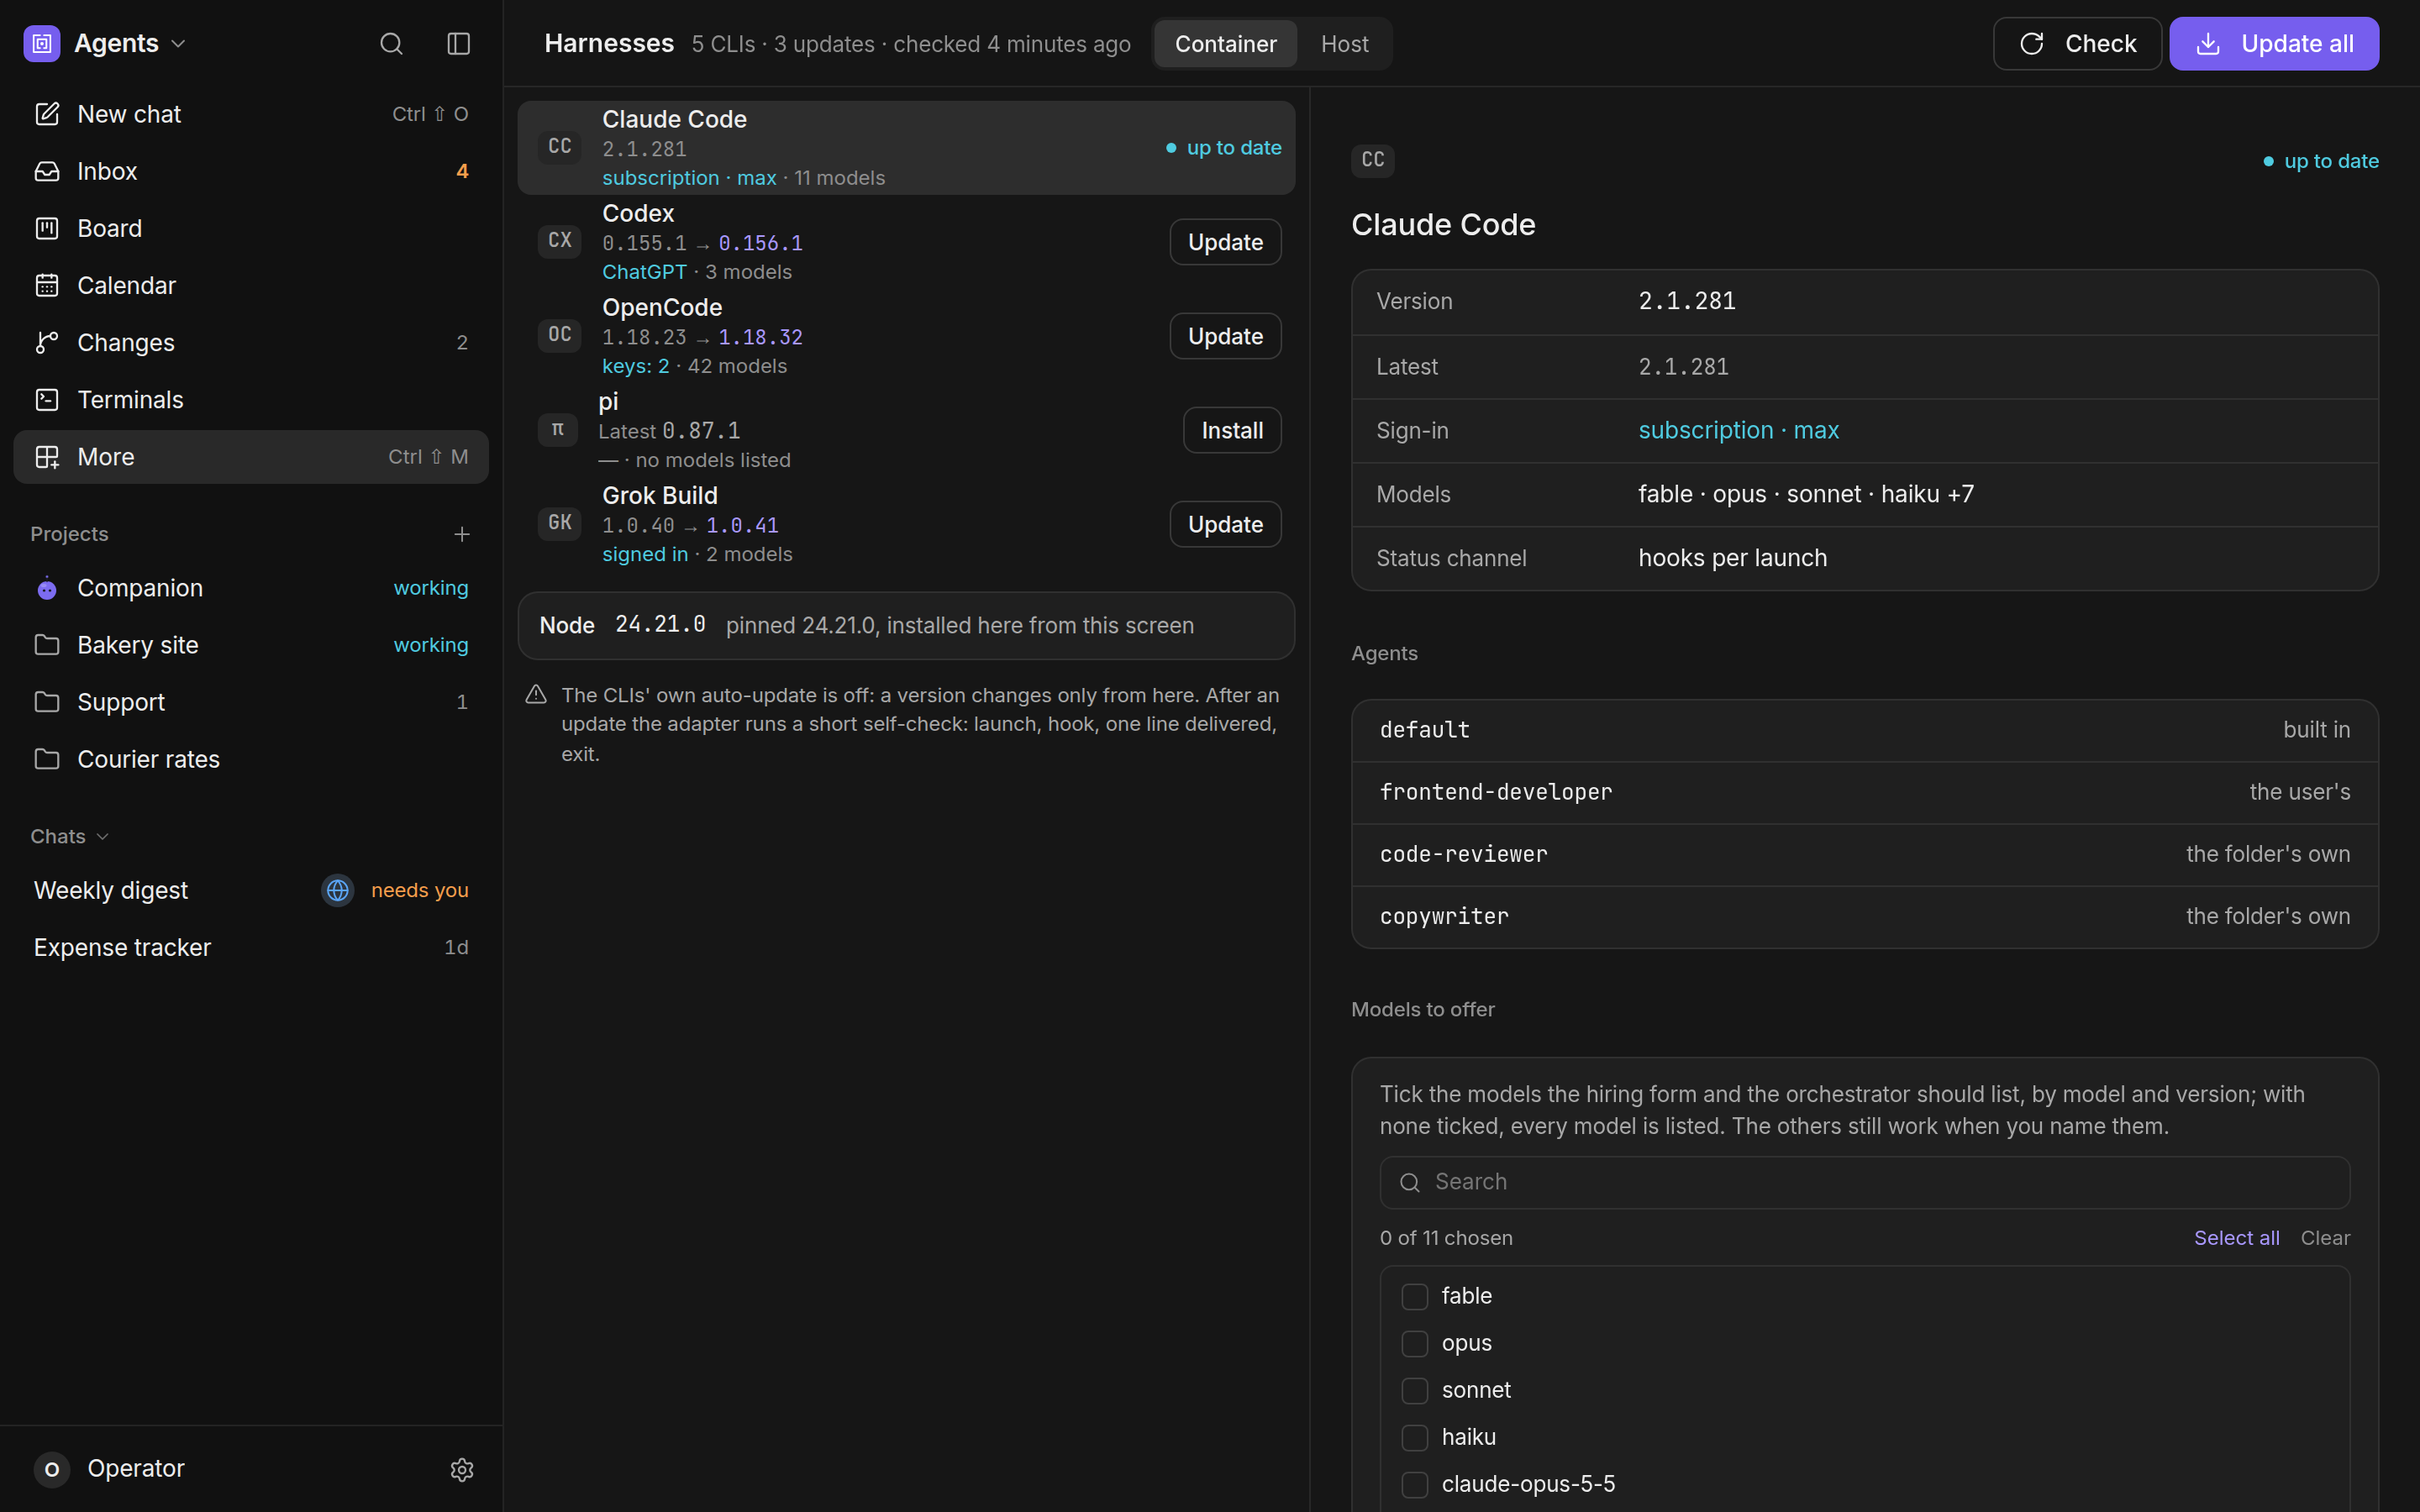 Agents
New chat Ctrl ⇧ O
Inbox 4
Board
Calendar
Changes 2
Terminals
More Ctrl ⇧ M
Projects
Companion working
Bakery site working
Support 1
Courier rates
Chats
Weekly digest needs you
Expense tracker 1d
O Operator
Harnesses 5 CLIs · 3 updates · checked 4 minutes ago Container Host Check Update all
CC Claude Code
2.1.281
subscription · max · 11 models
up to date
CX Codex
0.155.1 → 0.156.1
ChatGPT · 3 models
Update
OC OpenCode
1.18.23 → 1.18.32
keys: 2 · 42 models
Update
π pi
Latest 0.87.1
— · no models listed
Install
GK Grok Build
1.0.40 → 1.0.41
signed in · 2 models
Update
Node 24.21.0 pinned 24.21.0, installed here from this screen
The CLIs' own auto-update is off: a version changes only from here. After an
update the adapter runs a short self-check: launch, hook, one line delivered,
exit.
CC up to date
Claude Code
Version 2.1.281
Latest 2.1.281
Sign-in subscription · max
Models fable · opus · sonnet · haiku +7
Status channel hooks per launch
Agents
default built in
frontend-developer the user's
code-reviewer the folder's own
copywriter the folder's own
Models to offer
Tick the models the hiring form and the orchestrator should list, by model and version; with
none ticked, every model is listed. The others still work when you name them.
Search
0 of 11 chosen Select all Clear
fable
opus
sonnet
haiku
claude-opus-5-5